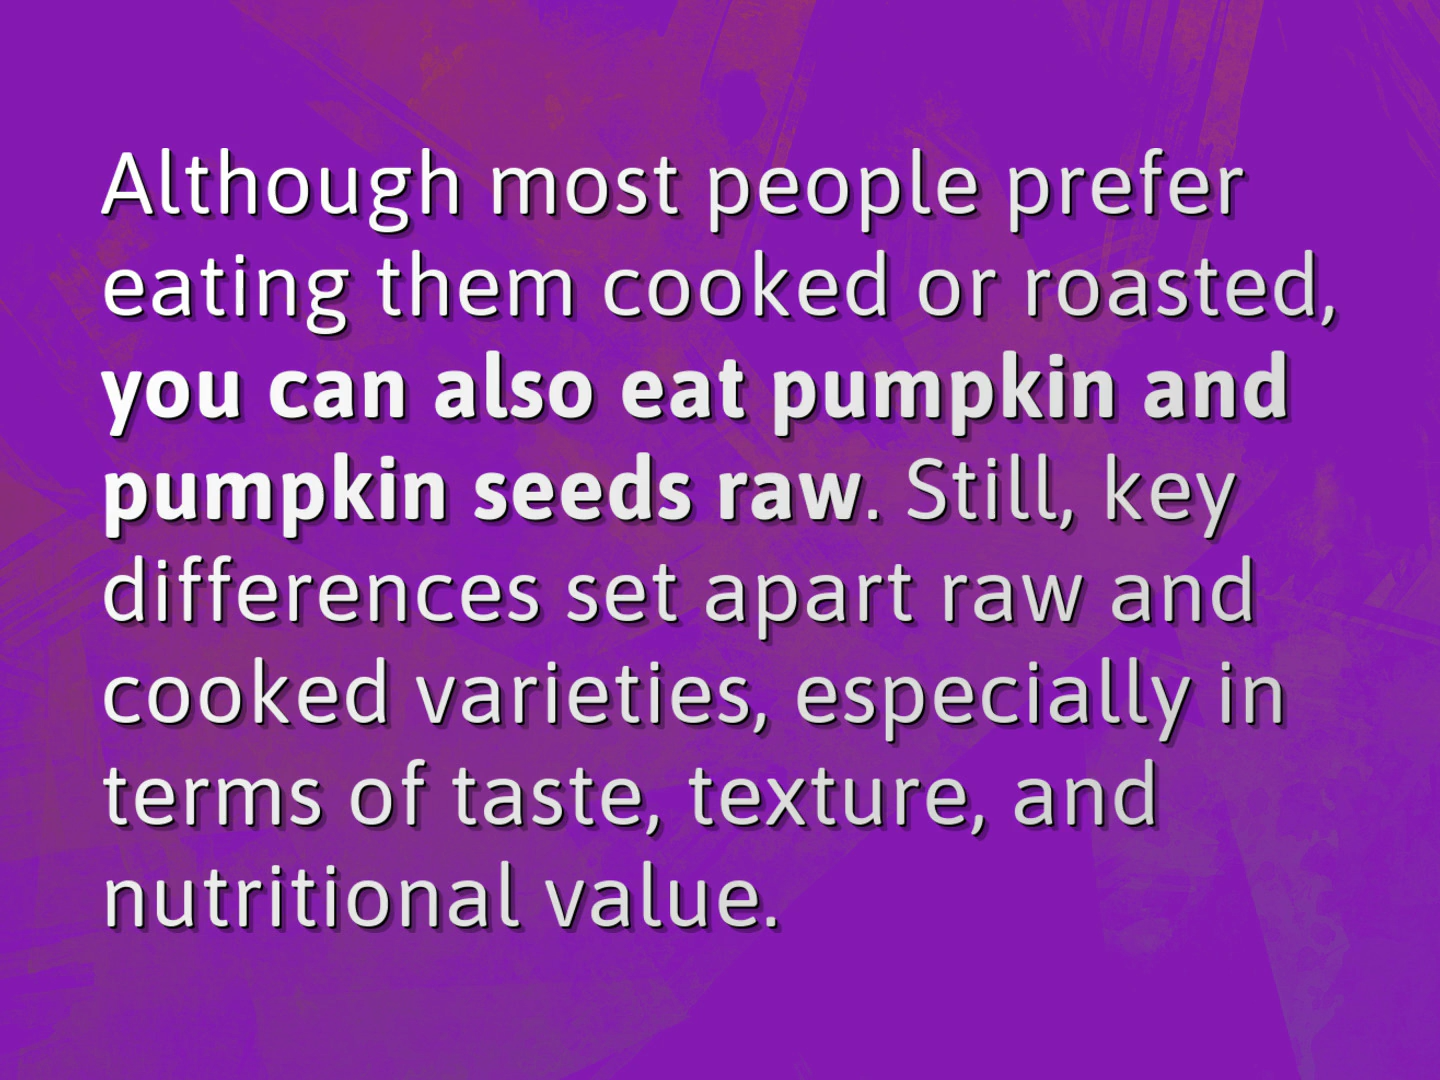 Although most people prefer
eating them cooked or roasted,
you can also eat pumpkin and
pumpkin seeds raw. Still, key
differences set apart raw and
cooked varieties, especially in
terms of taste, texture, and
nutritional value.